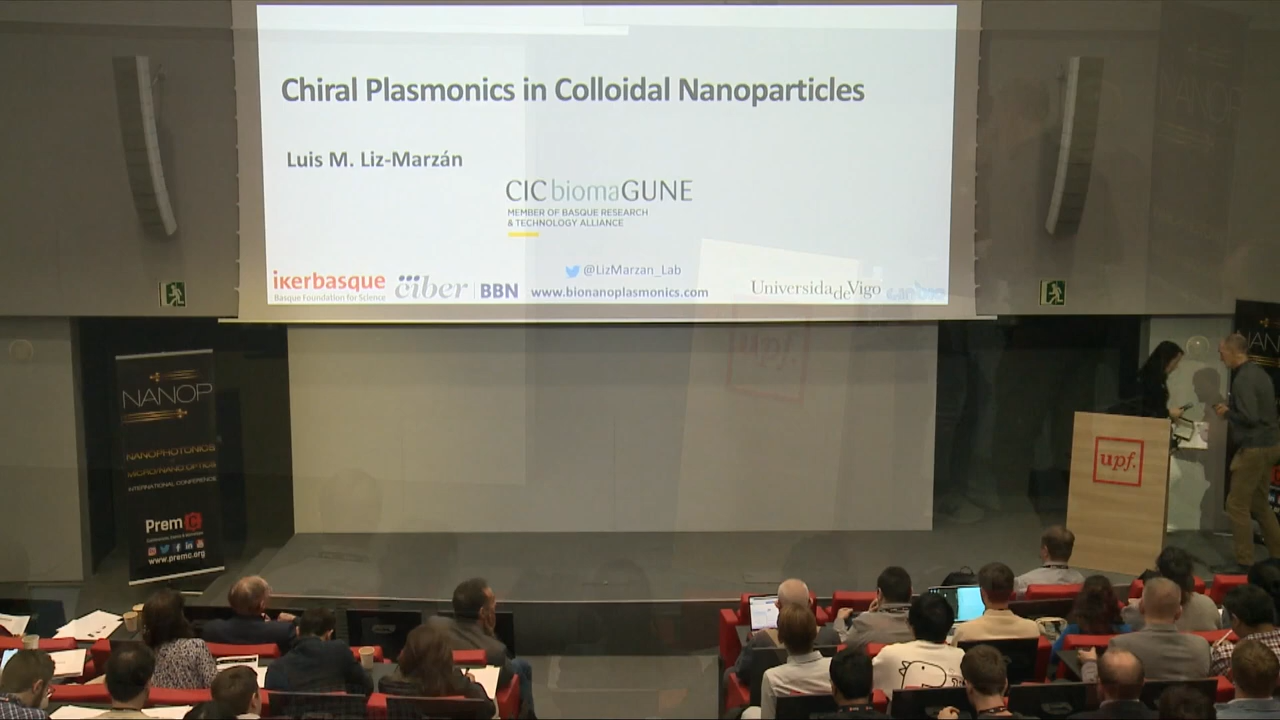 Chiral Plasmonics in Colloidal Nanoparticles
Luis M. Liz-Marzán
CIC biomaGUNE
MEMBER OF BASQUE RESEARCH
& TECHNOLOGY ALLIANCE
@LizMarzan_Lab
ikerbasque
Basque Foundation for Science
ciber BBN
www.bionanoplasmonics.com
UniversidadeVigo
NANOP
NANOPHOTONICS
MICRO/NANO OPTICS
INTERNATIONAL CONFERENCE
PremC
www.premc.org
upf.